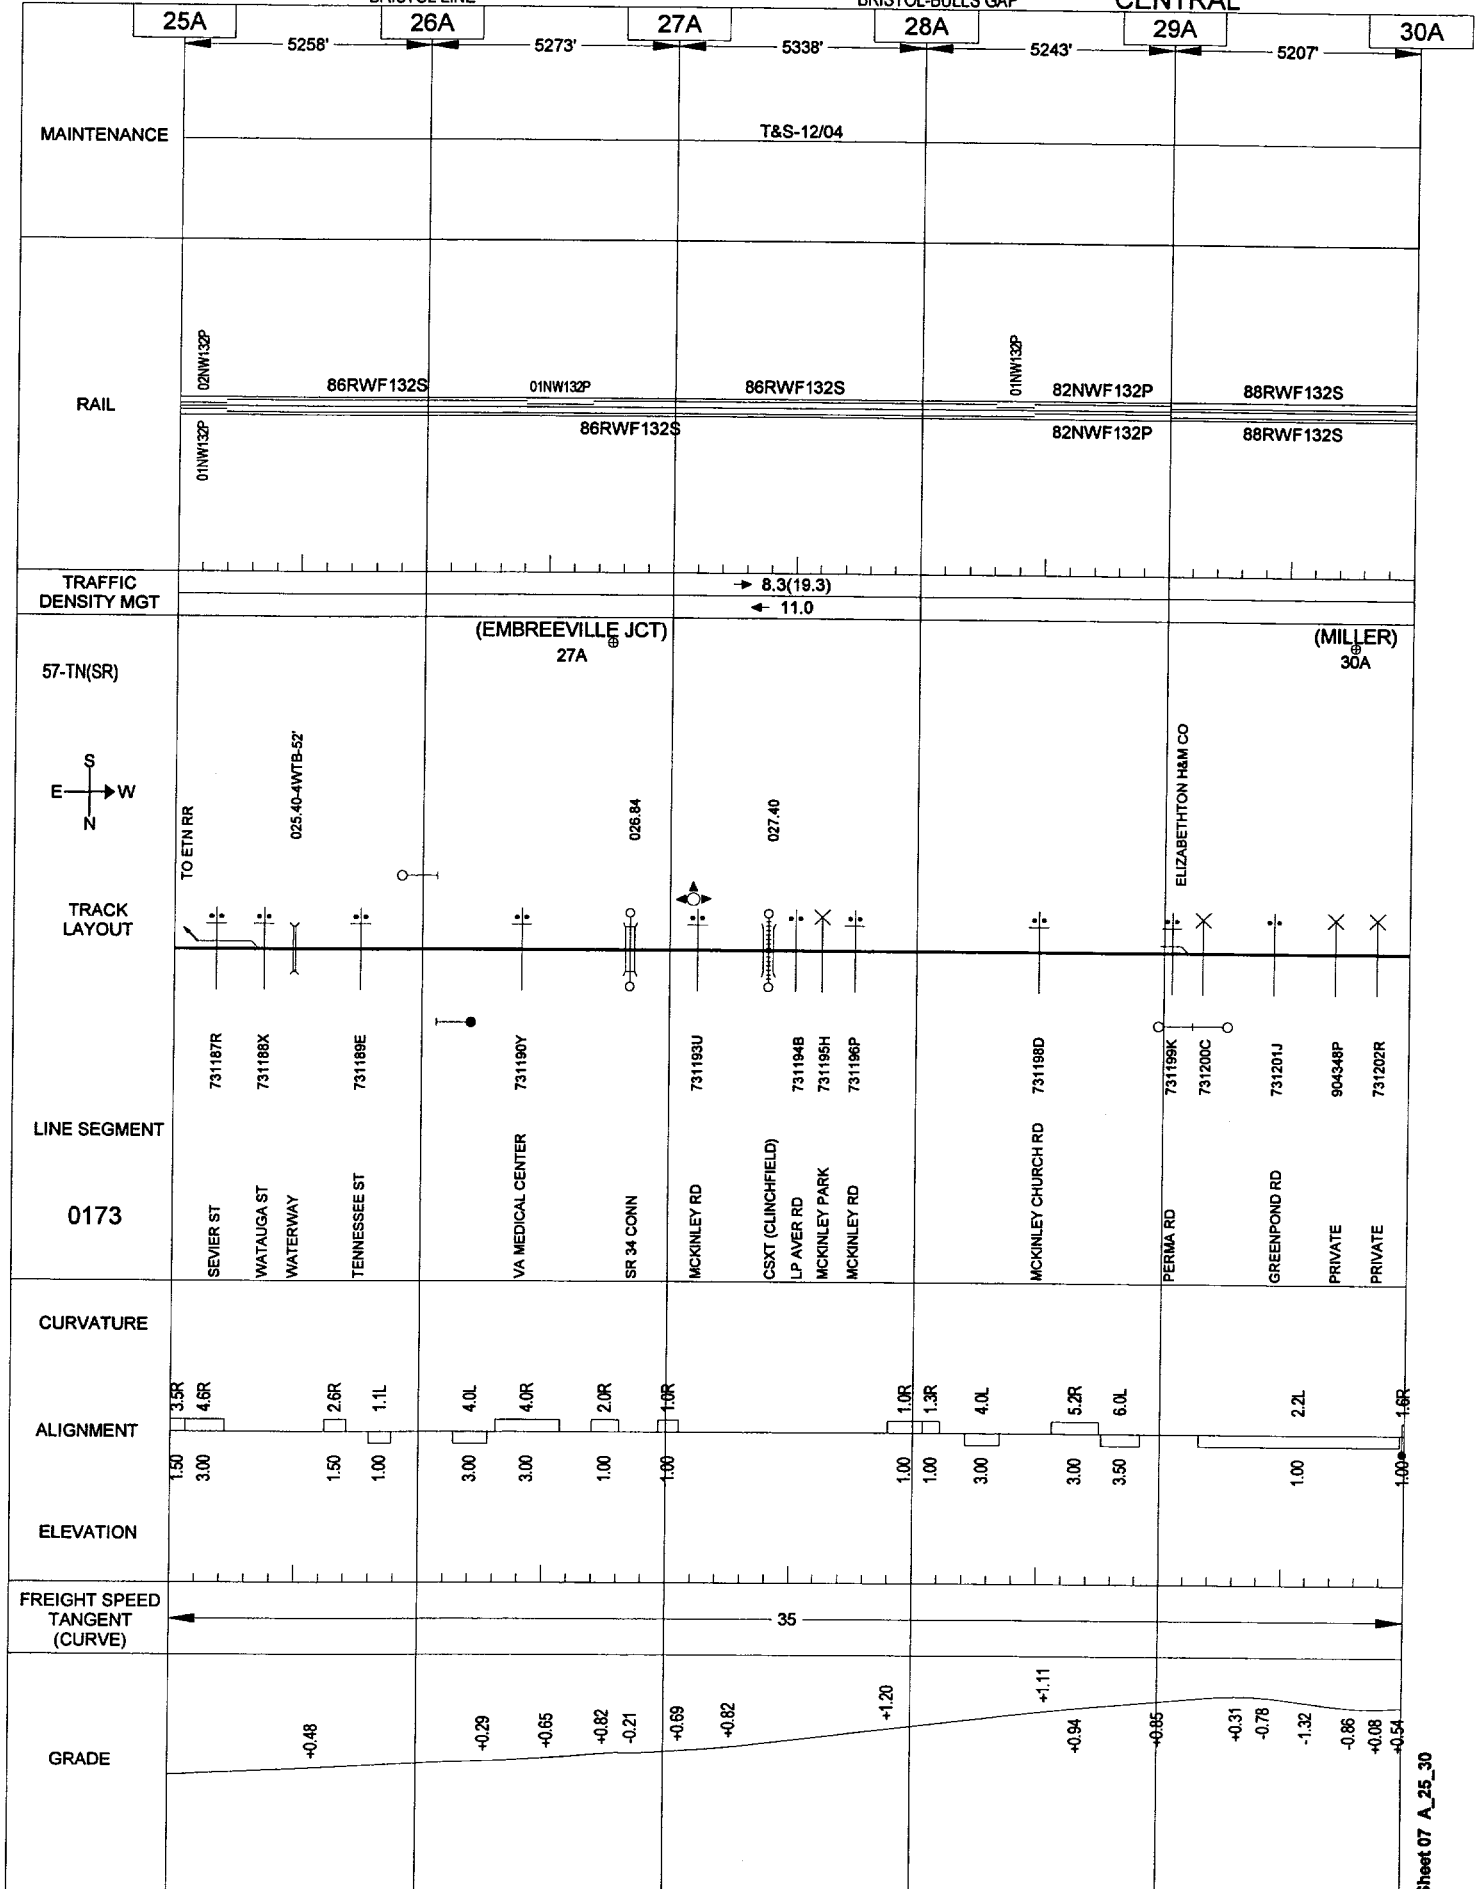 BRISTOL LINE
BRISTOL-BULLS GAP
CENTRAL
25A 26A 27A 28A 29A 30A
5258' 5273' 5338' 5243' 5207'
MAINTENANCE
T&S-12/04
RAIL
02NW132P
01NW132P
86RWF132S
01NW132P
86RWF132S
86RWF132S
01NW132P
82NWF132P
88RWF132S
82NWF132P
88RWF132S
TRAFFIC
DENSITY MGT
8.3(19.3)
11.0
(EMBREEVILLE JCT)
27A
(MILLER)
30A
57-TN(SR)
S
E W
N
TO ETN RR
025.40-4WTB-52'
026.84
027.40
ELIZABETHTON H&M CO
TRACK
LAYOUT
731187R
731188X
731189E
731190Y
731193U
731194B
731195H
731196P
731198D
731199K
731200C
731201J
904348P
731202R
LINE SEGMENT
0173
SEVIER ST
WATAUGA ST
WATERWAY
TENNESSEE ST
VA MEDICAL CENTER
SR 34 CONN
MCKINLEY RD
CSXT (CLINCHFIELD)
LP AVER RD
MCKINLEY PARK
MCKINLEY RD
MCKINLEY CHURCH RD
PERMA RD
GREENPOND RD
PRIVATE
PRIVATE
CURVATURE
3.5R 4.6R 2.6R 1.1L 4.0L 4.0R 2.0R 1.0R 1.0R 1.3R 4.0L 5.2R 6.0L 2.2L 1.6R
ALIGNMENT
1.50 3.00 1.50 1.00 3.00 3.00 1.00 1.00 1.00 1.00 3.00 3.00 3.50 1.00 1.00
ELEVATION
FREIGHT SPEED
TANGENT
(CURVE)
35
GRADE
+0.48 +0.29 +0.65 +0.82 -0.21 +0.69 +0.82 +1.20 +1.11 +0.94 +0.85 +0.31 -0.78 -1.32 -0.86 +0.08 +0.54
Sheet 07 A_25_30